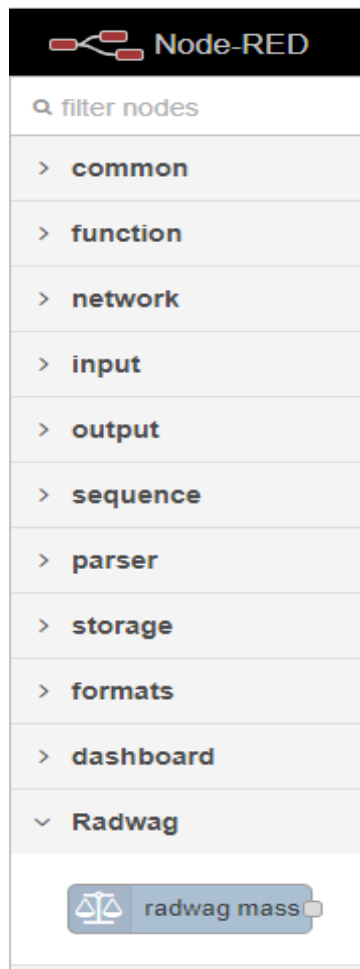 Node-RED
filter nodes
common
function
network
input
output
sequence
parser
storage
formats
dashboard
Radwag
radwag mass